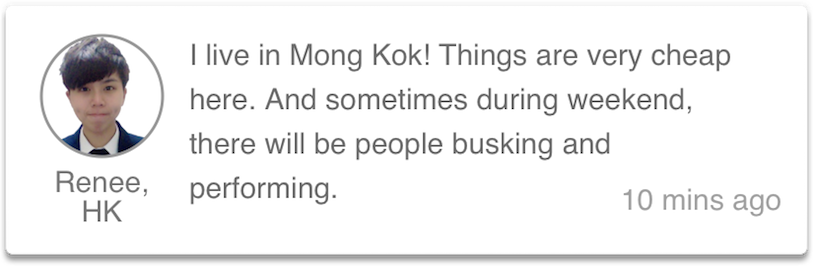 I live in Mong Kok! Things are very cheap
here. And sometimes during weekend,
there will be people busking and
performing.
Renee,
HK
10 mins ago